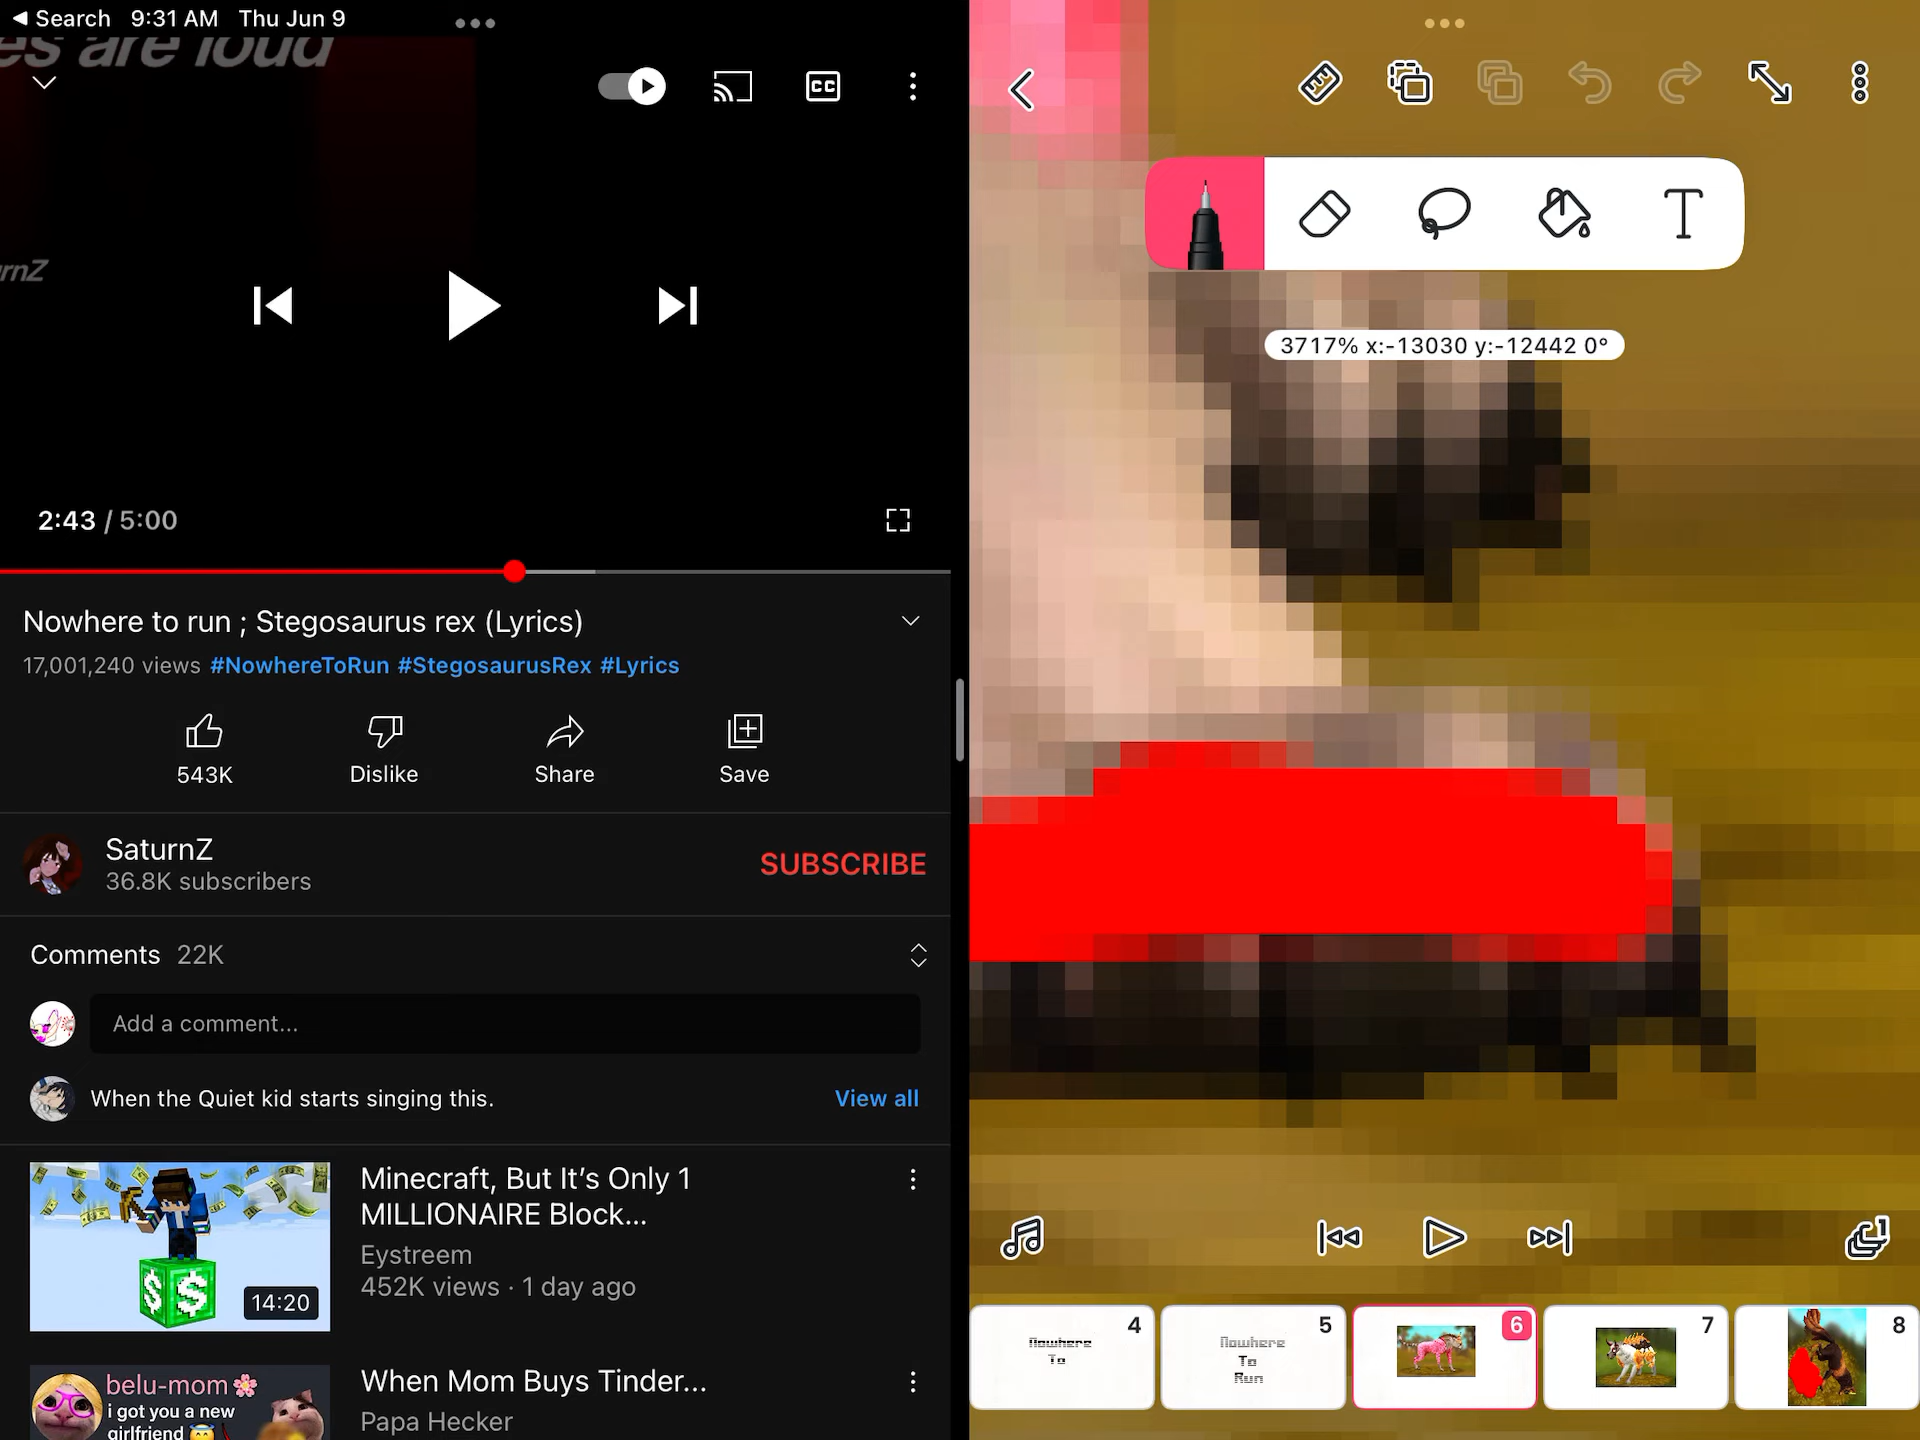 Search 9:31 AM Thu Jun 9
es are loud
CC
rnZ
2:43 / 5:00
Nowhere to run ; Stegosaurus rex (Lyrics)
17,001,240 views #NowhereToRun #StegosaurusRex #Lyrics
543K
Dislike
Share
Save
SaturnZ
36.8K subscribers
SUBSCRIBE
Comments 22K
Add a comment...
When the Quiet kid starts singing this.
View all
Minecraft, But It’s Only 1
MILLIONAIRE Block...
Eystreem
452K views · 1 day ago
$ $
14:20
When Mom Buys Tinder...
Papa Hecker
belu-mom
i got you a new
girlfriend
T
3717% x:-13030 y:-12442 0°
1
4
Nowhere
To
5
Nowhere
To
Run
6
7
8